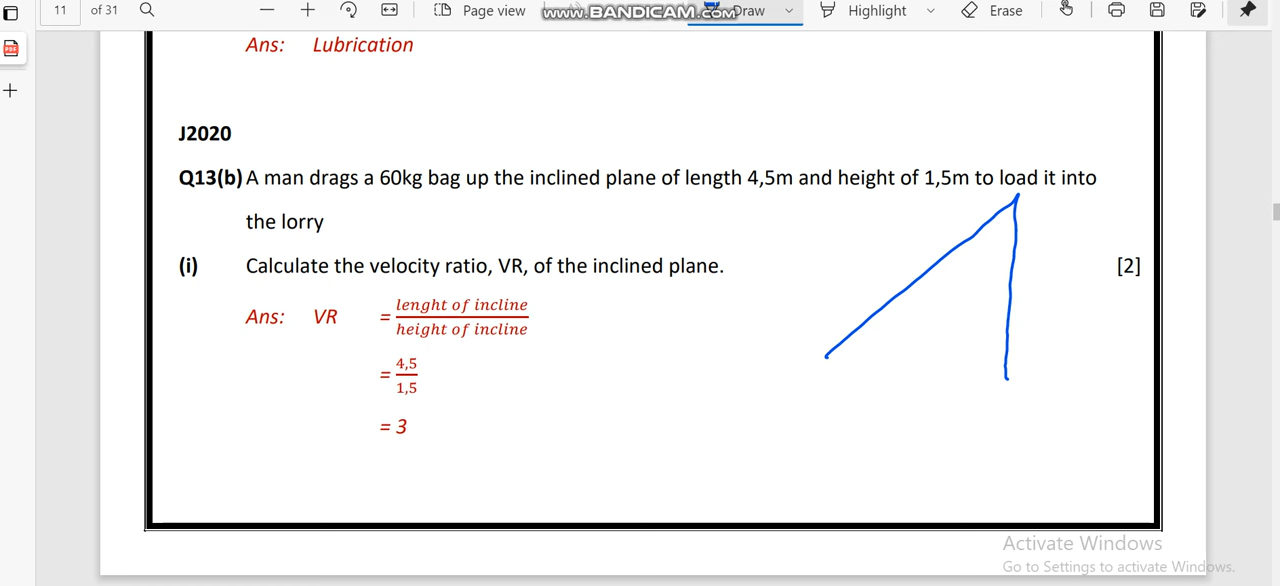 11 of 31 Page view www.BANDICAM.com Draw Highlight Erase
PDF
Ans: Lubrication
J2020
Q13(b) A man drags a 60kg bag up the inclined plane of length 4,5m and height of 1,5m to load it into
the lorry
(i) Calculate the velocity ratio, VR, of the inclined plane. [2]
Ans: VR = lenght of incline
height of incline
= 4,5
1,5
= 3
Activate Windows
Go to Settings to activate Windows.